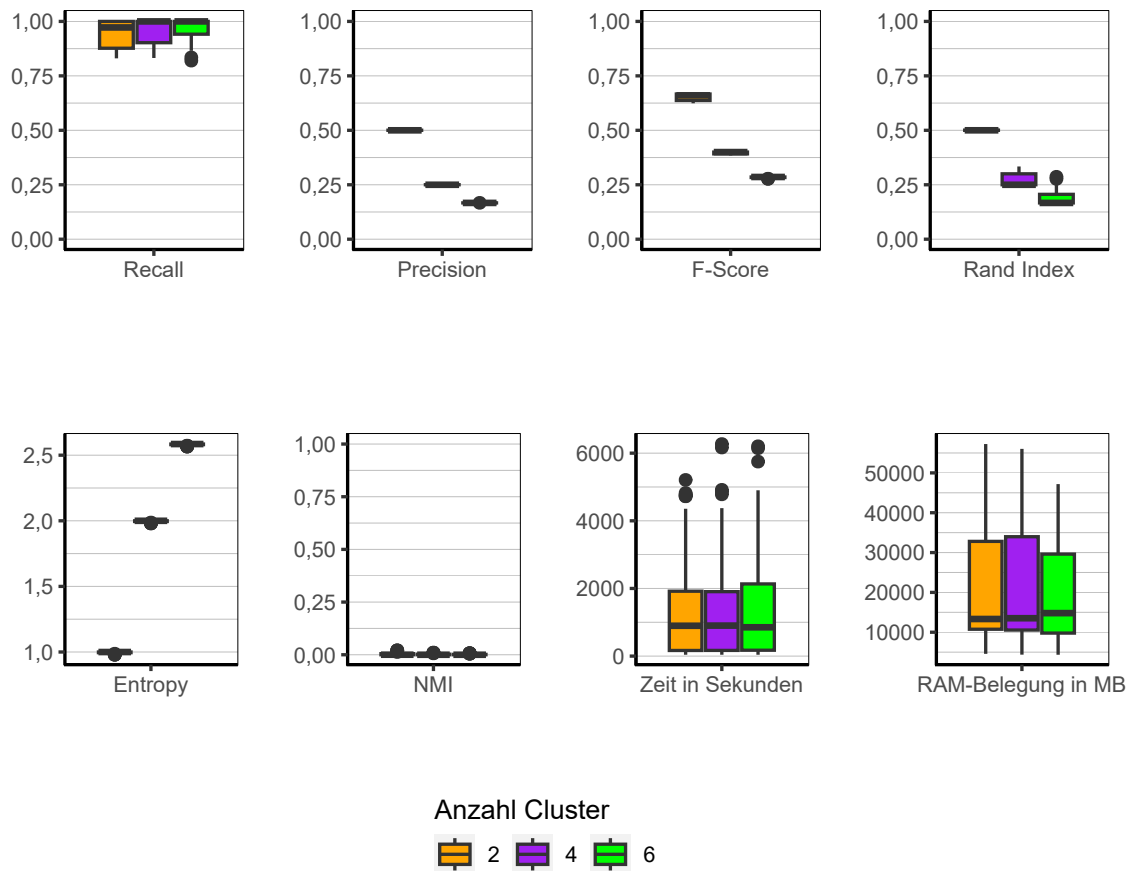 1,00 1,00 1,00 1,00
0,75 0,75 0,75 0,75
0,50 0,50 0,50 0,50
0,25 0,25 0,25 0,25
0,00 0,00 0,00 0,00
Recall Precision F-Score Rand Index
2,5
2,0
1,5
1,0
Entropy
1,00
0,75
0,50
0,25
0,00
NMI
6000
4000
2000
0
Zeit in Sekunden
50000
40000
30000
20000
10000
RAM-Belegung in MB
Anzahl Cluster
2 4 6